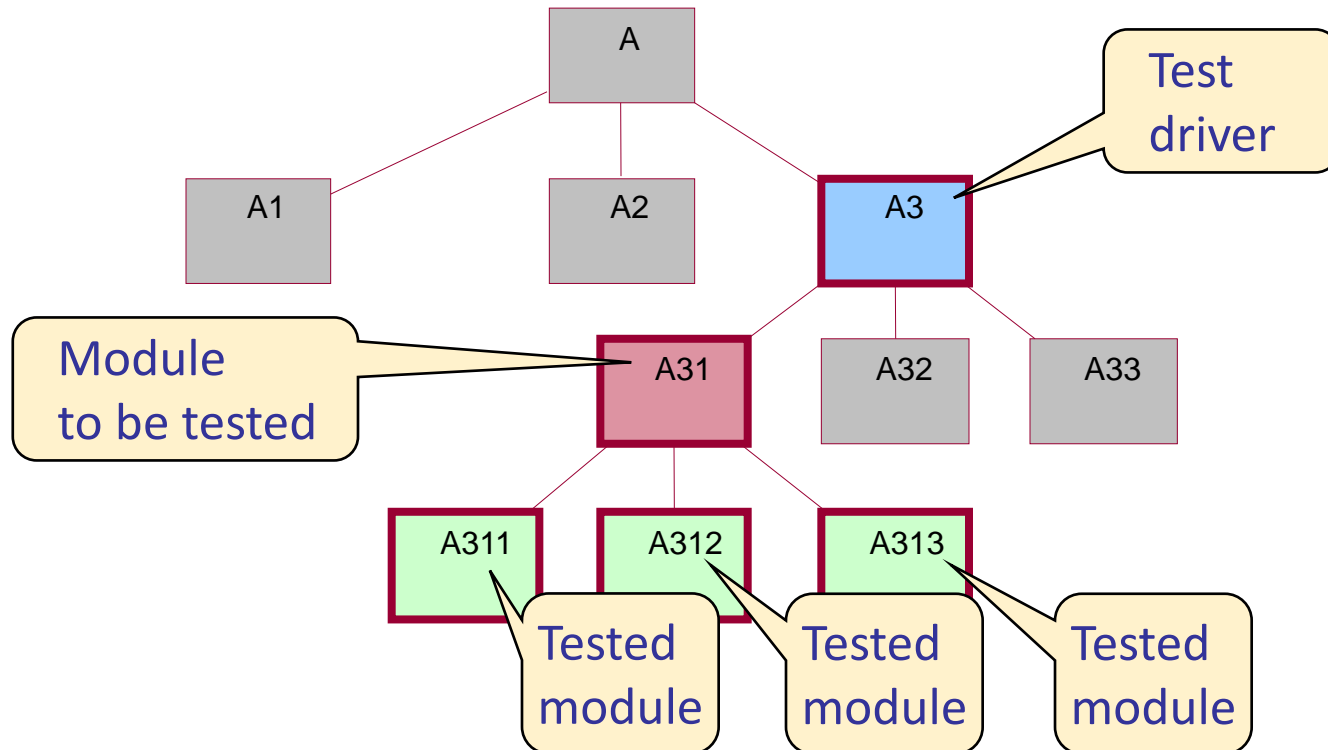 A
Test
driver
A1
A2
A3
Module
to be tested
A31
A32
A33
A311
A312
A313
Tested
module
Tested
module
Tested
module